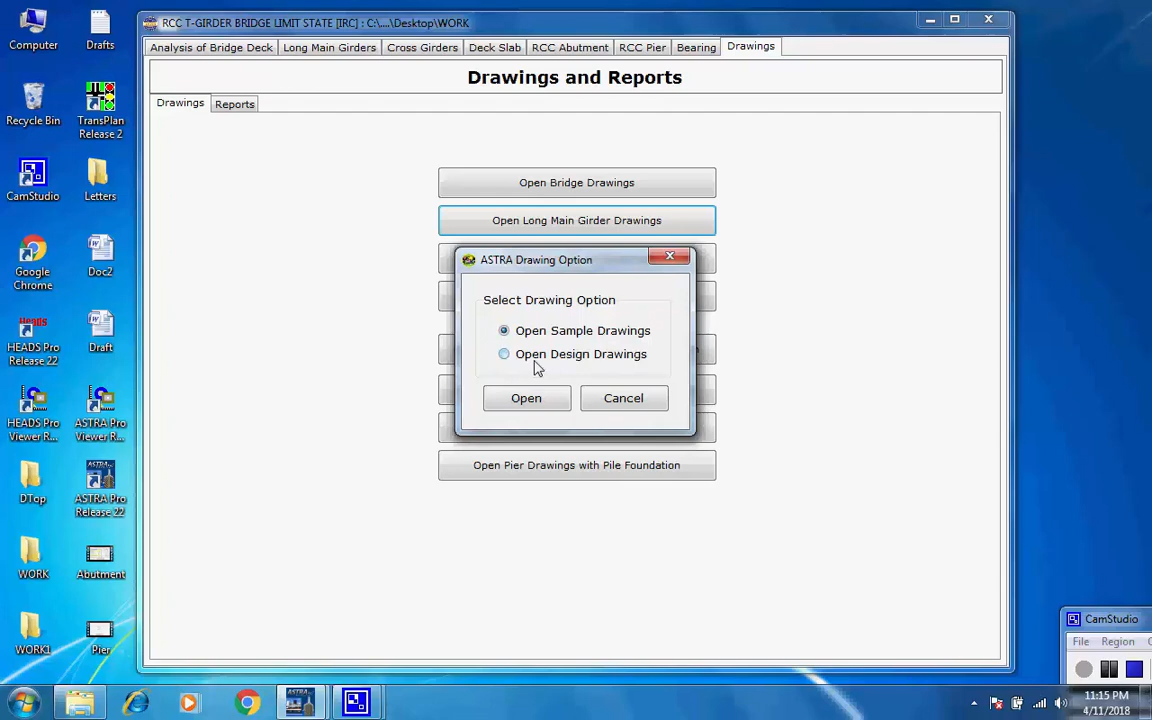 RCC T-GIRDER BRIDGE LIMIT STATE [IRC] : C:\....\Desktop\WORK
Analysis of Bridge Deck
Long Main Girders
Cross Girders
Deck Slab
RCC Abutment
RCC Pier
Bearing
Drawings
Drawings and Reports
Drawings
Reports
Open Bridge Drawings
Open Long Main Girder Drawings
ASTRA Drawing Option
Select Drawing Option
Open Sample Drawings
Open Design Drawings
Open
Cancel
Open Pier Drawings with Pile Foundation
Computer
Drafts
Recycle Bin
TransPlan
Release 2
CamStudio
Letters
Google
Chrome
Doc2
Heads
HEADS Pro
Release 22
Draft
HEADS Pro
Viewer R...
ASTRA Pro
Viewer R...
DTop
ASTRA
ASTRA Pro
Release 22
WORK
Abutment
WORK1
Pier
CamStudio
File
Region
ASTRA
11:15 PM
4/11/2018